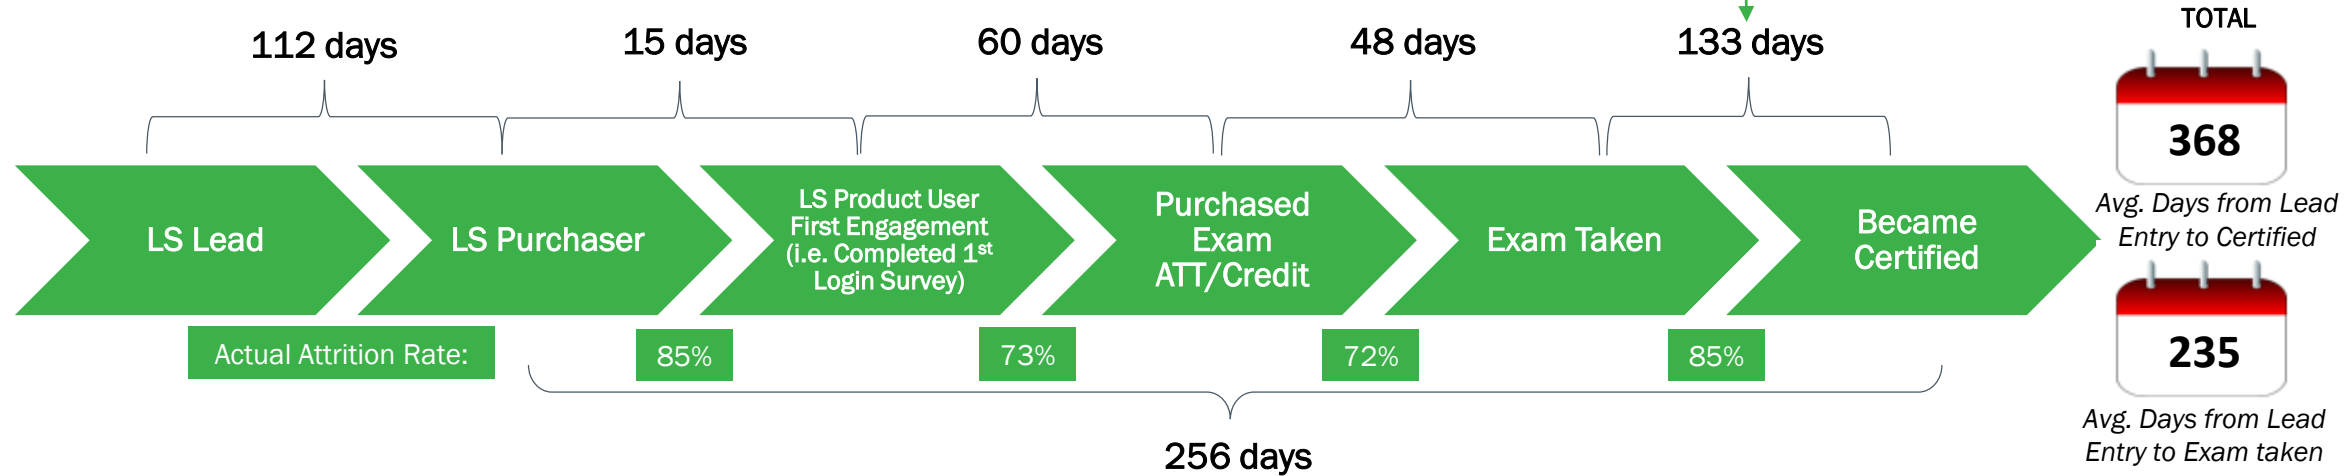 112 days
15 days
60 days
48 days
133 days
TOTAL
368
Avg. Days from Lead
Entry to Certified
LS Lead
LS Purchaser
LS Product User
First Engagement
(i.e. Completed 1st
Login Survey)
Purchased
Exam
ATT/Credit
Exam Taken
Became
Certified
Actual Attrition Rate:
85%
73%
72%
85%
235
Avg. Days from Lead
Entry to Exam taken
256 days